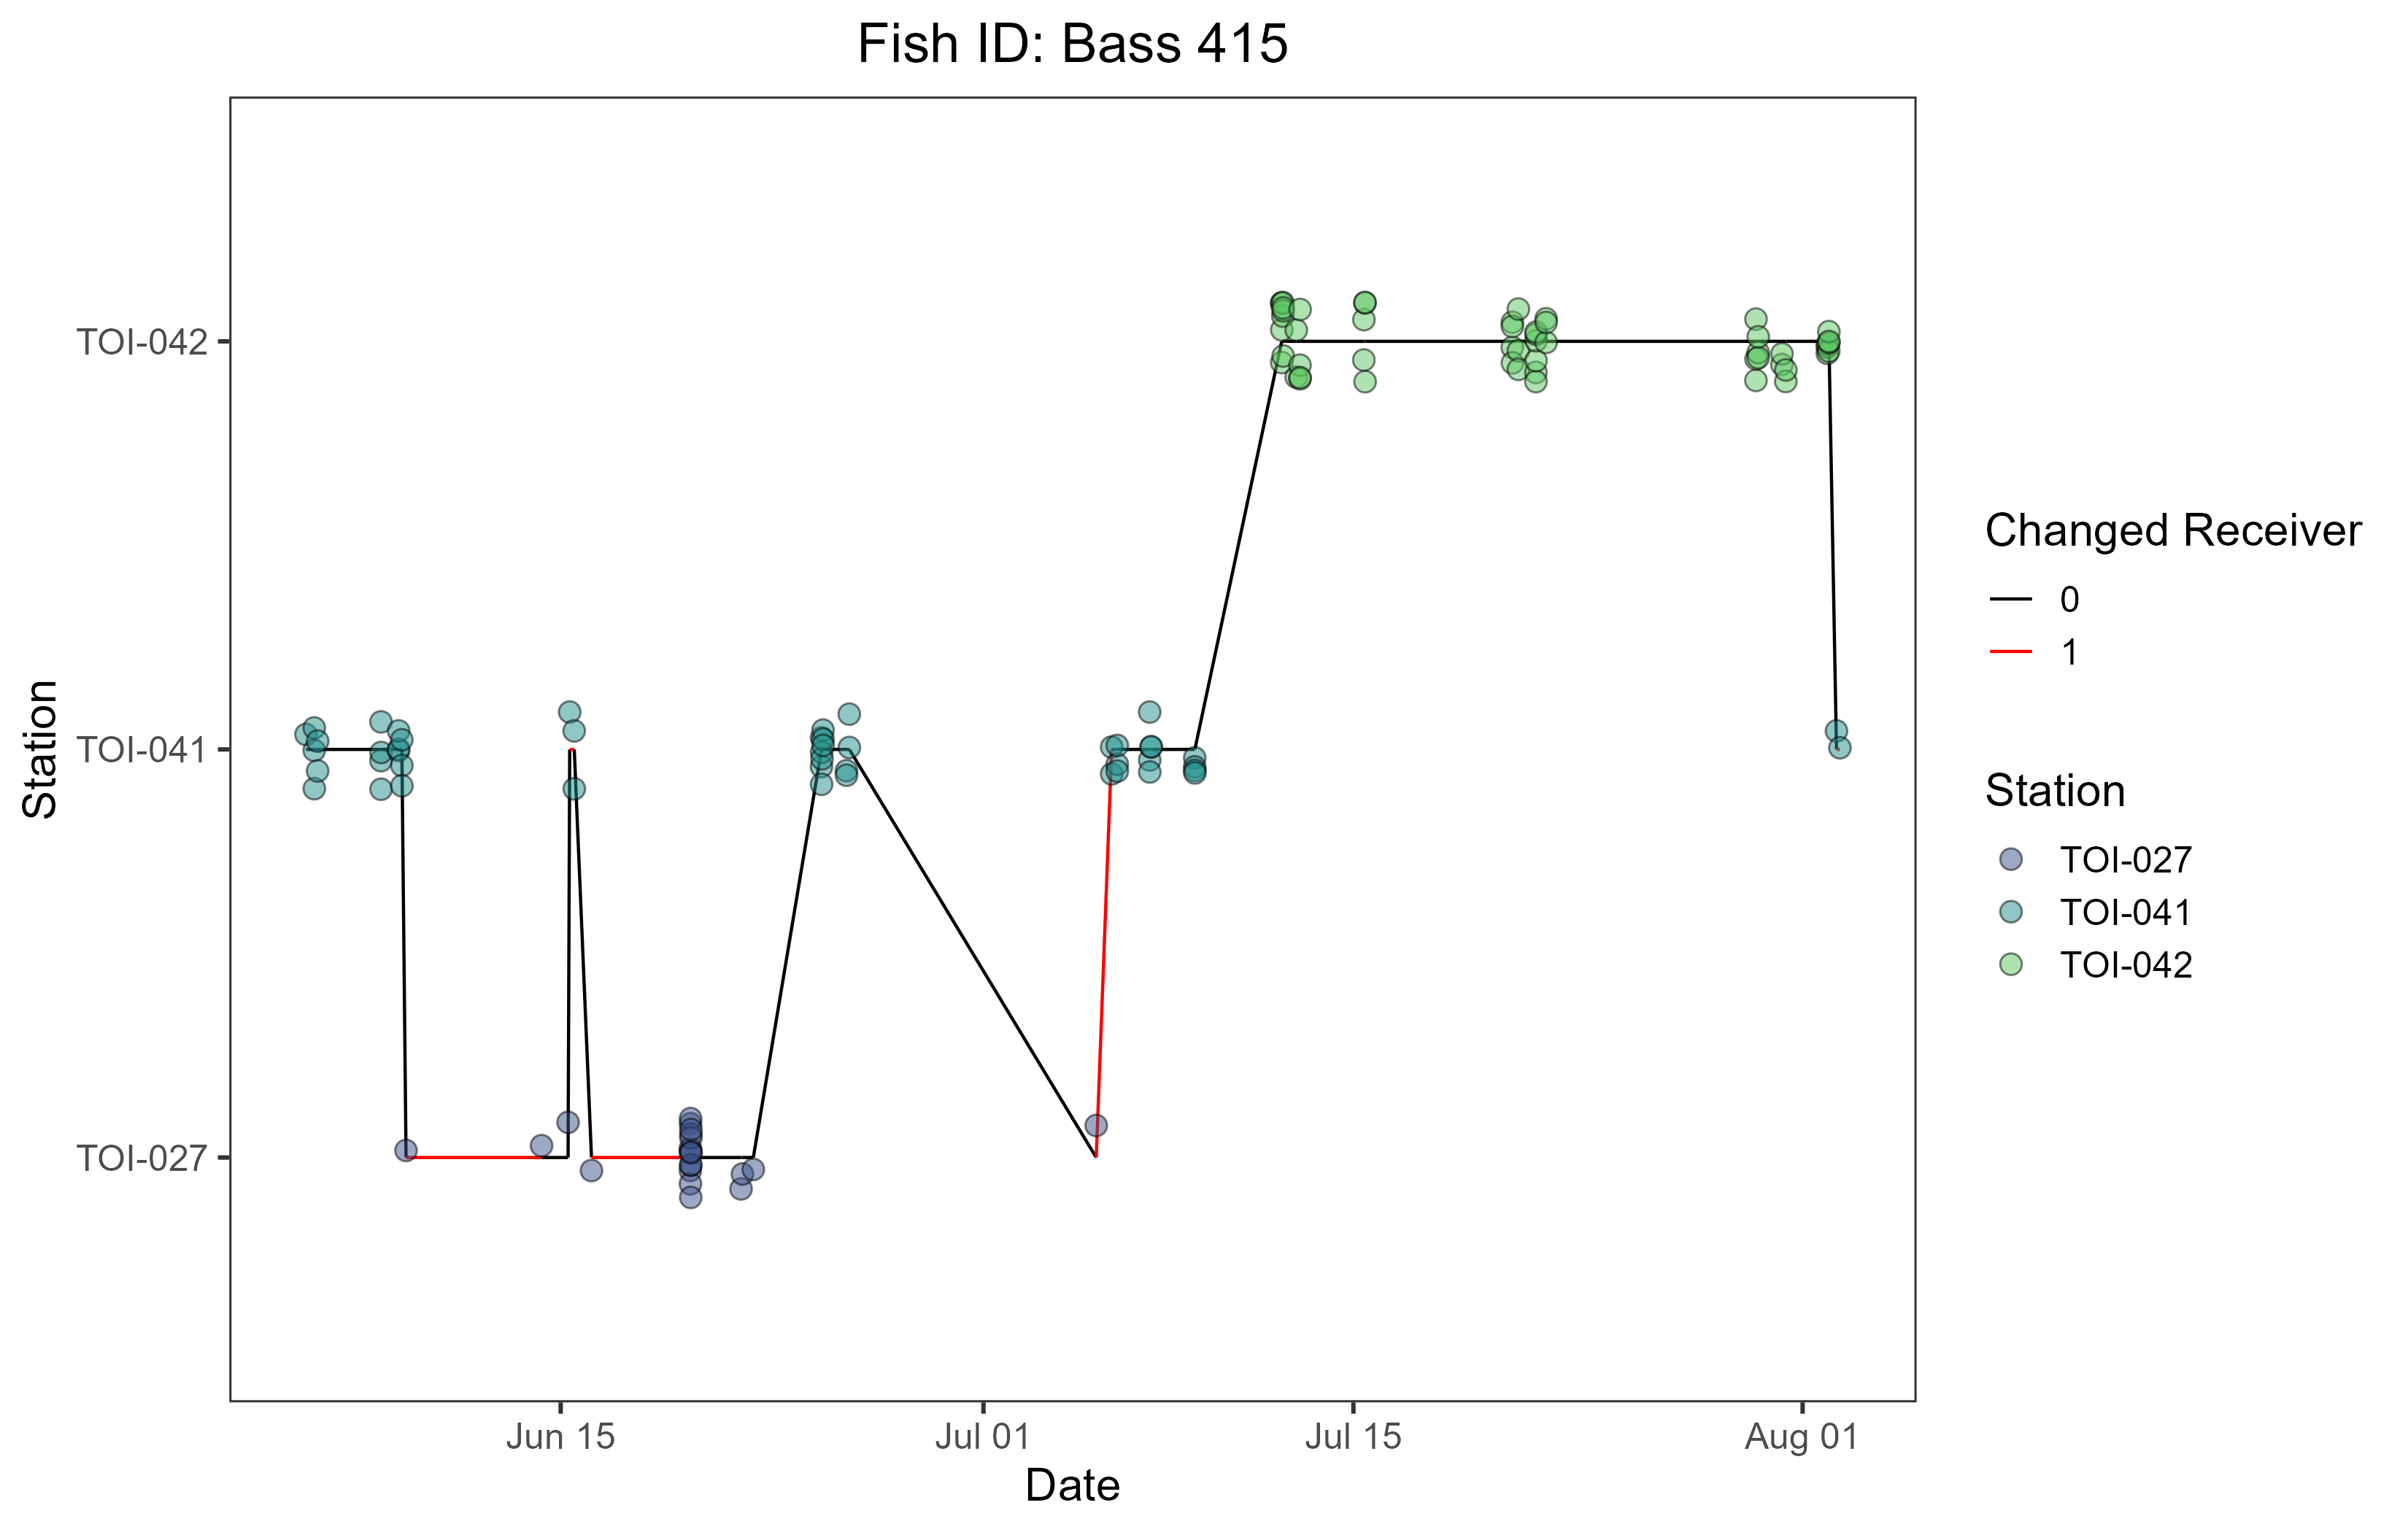 Fish ID: Bass 415
TOI-042
TOI-041
TOI-027
Station
Jun 15
Jul 01
Jul 15
Aug 01
Date
Changed Receiver
0
1
Station
TOI-027
TOI-041
TOI-042